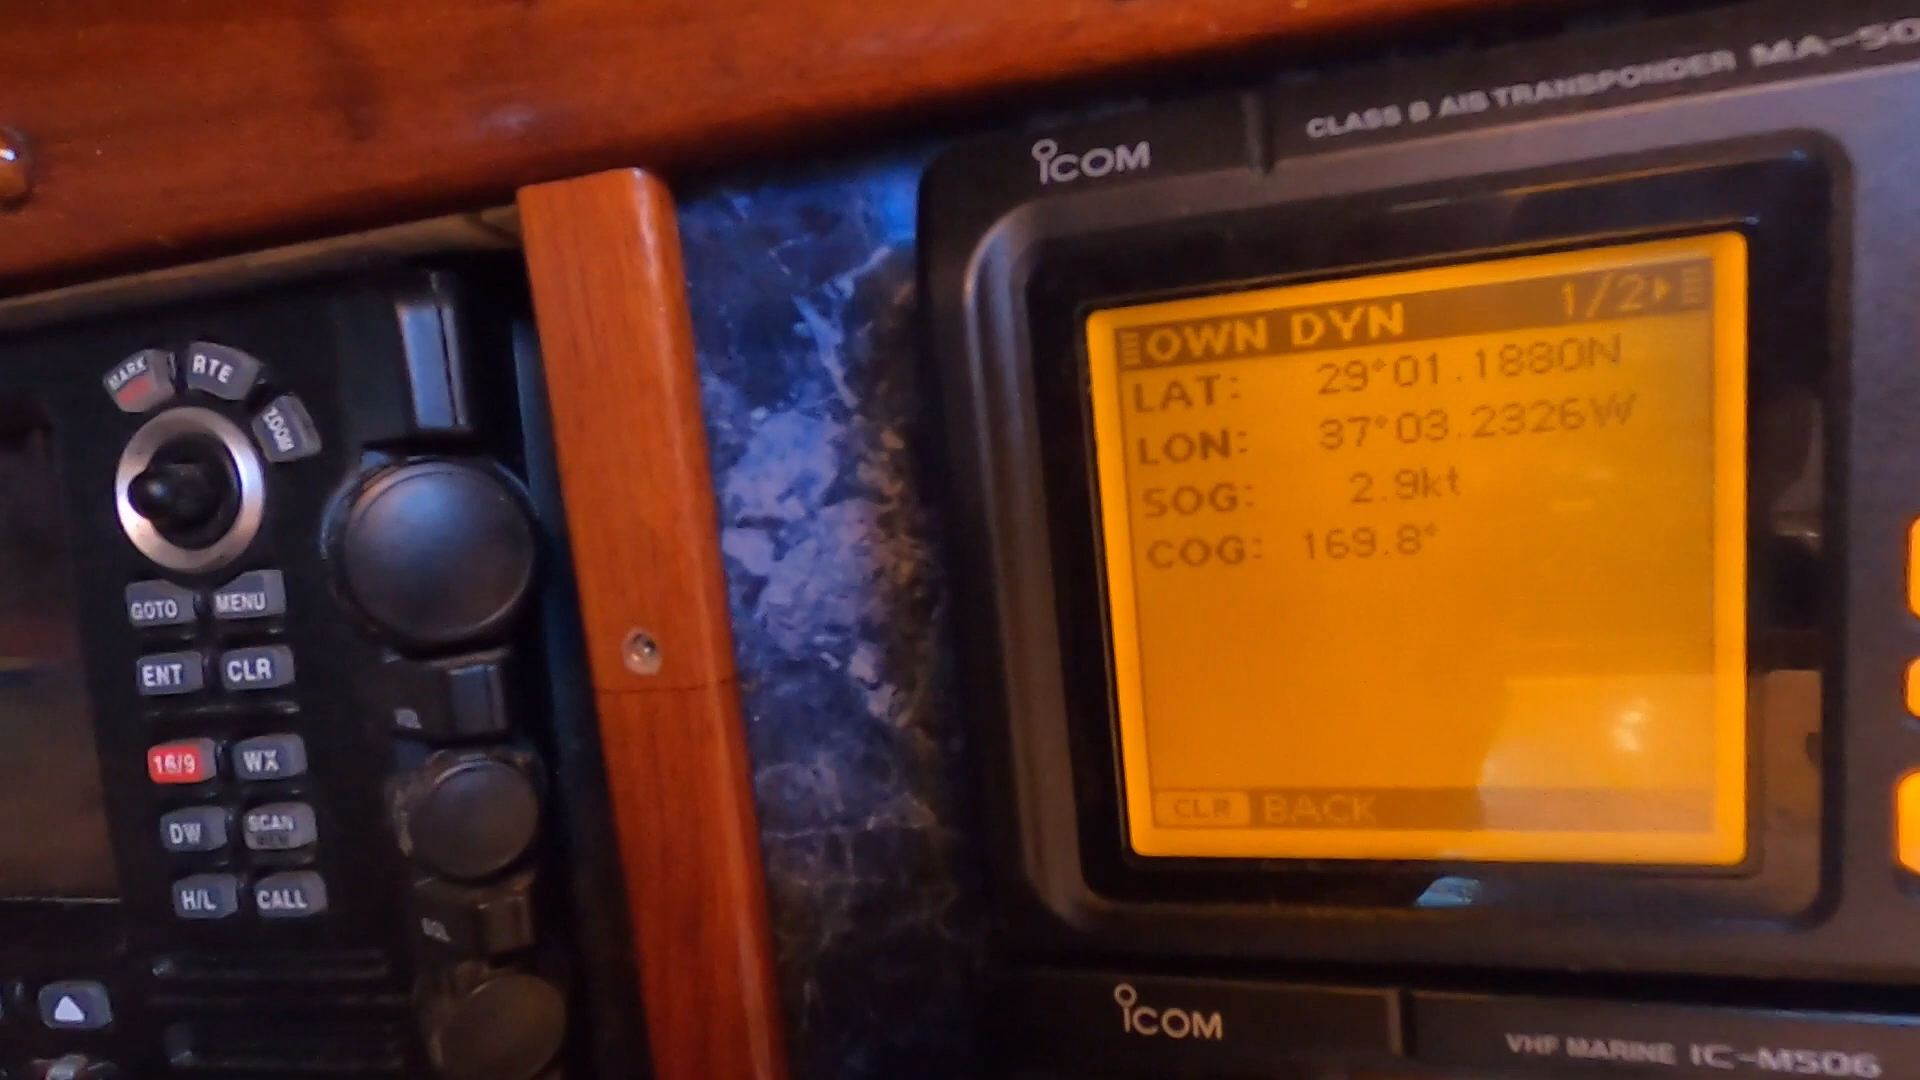 iCOM
CLASS B AIS TRANSPONDER MA-50
OWN DYN 1/2
LAT: 29°01.1880N
LON: 37°03.2326W
SOG: 2.9kt
COG: 169.8°
CLR BACK
iCOM
VHF MARINE IC-M506
MARK
RTE
ZOOM
GOTO
MENU
ENT
CLR
16/9
WX
DW
SCAN
H/L
CALL